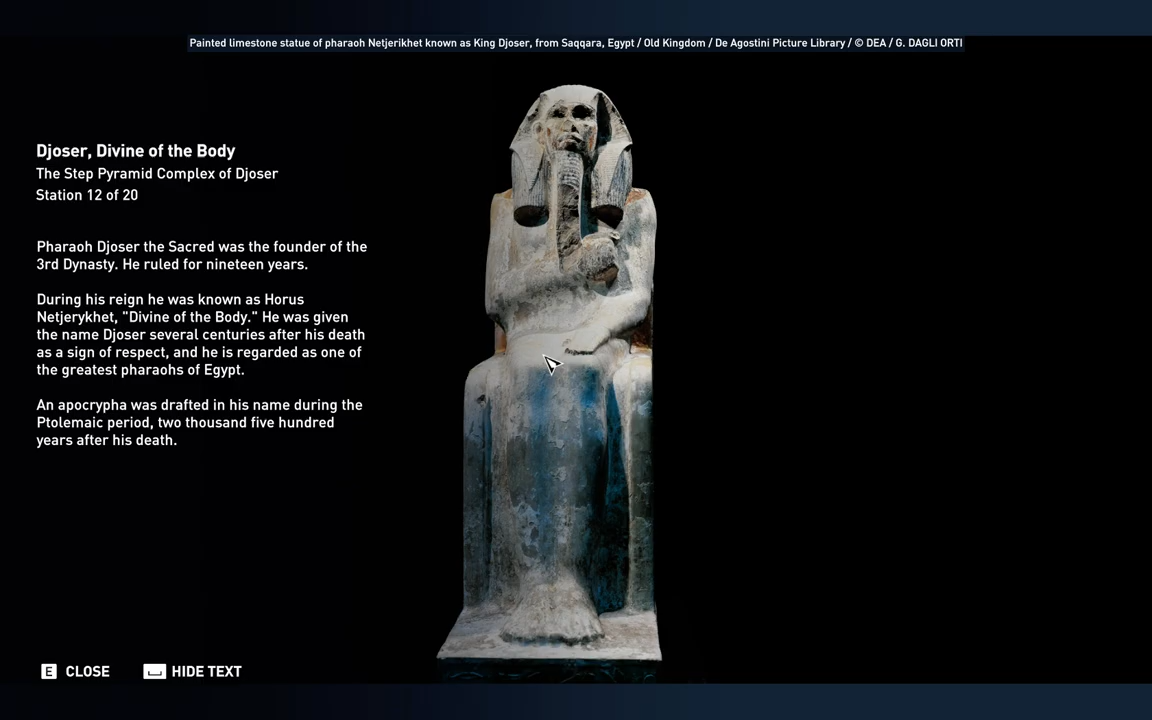 Painted limestone statue of pharaoh Netjerikhet known as King Djoser, from Saqqara, Egypt / Old Kingdom / De Agostini Picture Library / © DEA / G. DAGLI ORTI
Djoser, Divine of the Body
The Step Pyramid Complex of Djoser
Station 12 of 20
Pharaoh Djoser the Sacred was the founder of the
3rd Dynasty. He ruled for nineteen years.
During his reign he was known as Horus
Netjerykhet, "Divine of the Body." He was given
the name Djoser several centuries after his death
as a sign of respect, and he is regarded as one of
the greatest pharaohs of Egypt.
An apocrypha was drafted in his name during the
Ptolemaic period, two thousand five hundred
years after his death.
E CLOSE HIDE TEXT